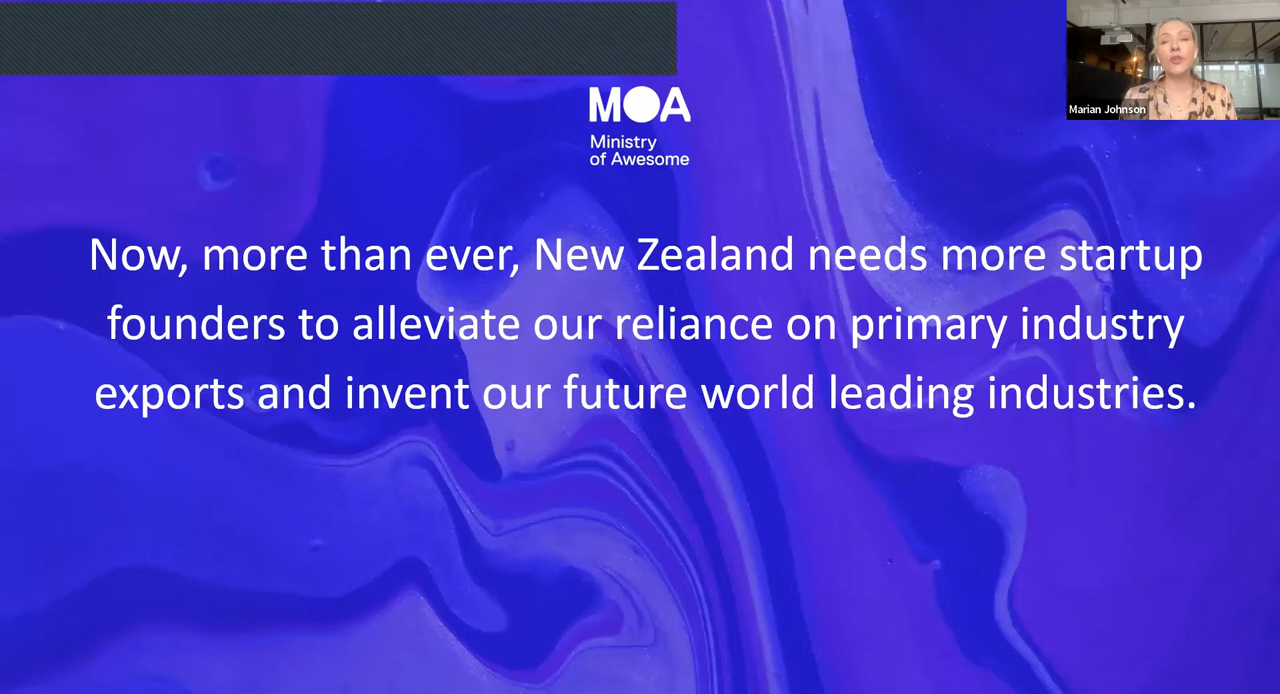 MOA
Ministry
of Awesome
Marian Johnson
Now, more than ever, New Zealand needs more startup
founders to alleviate our reliance on primary industry
exports and invent our future world leading industries.